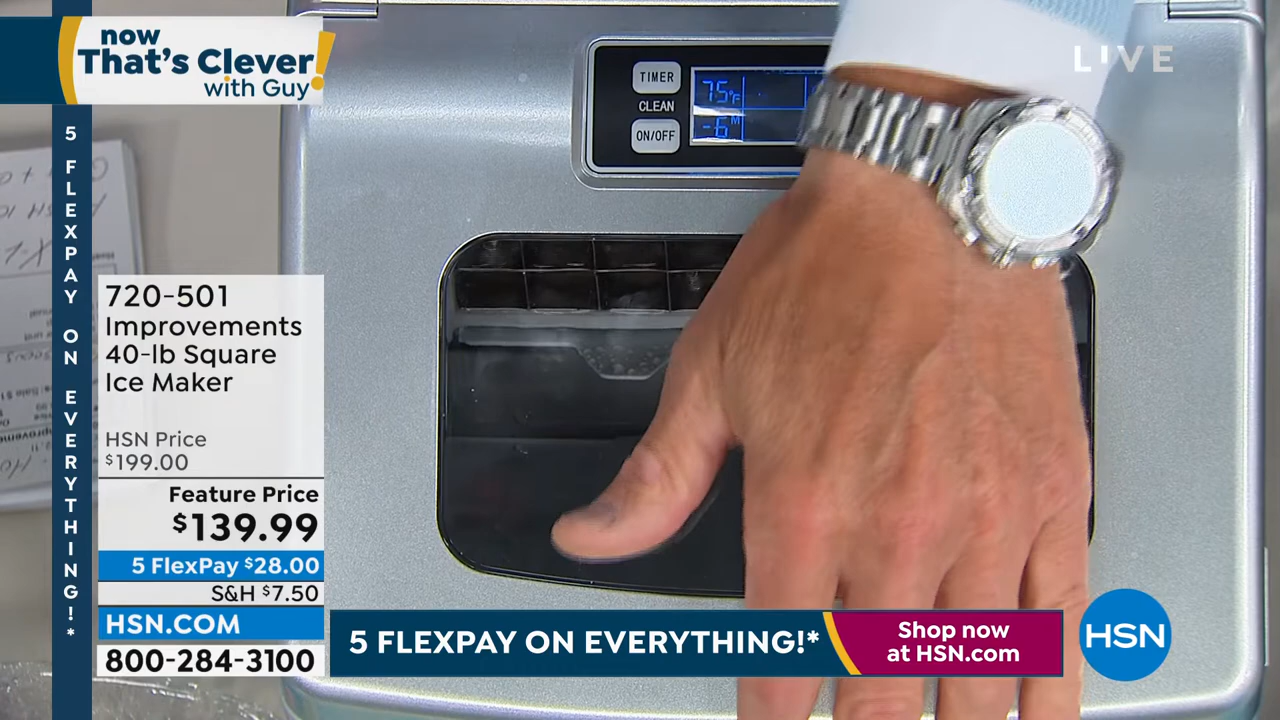 now
That's Clever!
with Guy
LIVE
TIMER
CLEAN
ON/OFF
75°F
-6M
5 FLEXPAY ON EVERYTHING!*
720-501
Improvements
40-lb Square
Ice Maker
HSN Price
$199.00
Feature Price
$139.99
5 FlexPay $28.00
S&H $7.50
HSN.COM
800-284-3100
5 FLEXPAY ON EVERYTHING!*
Shop now
at HSN.com
HSN